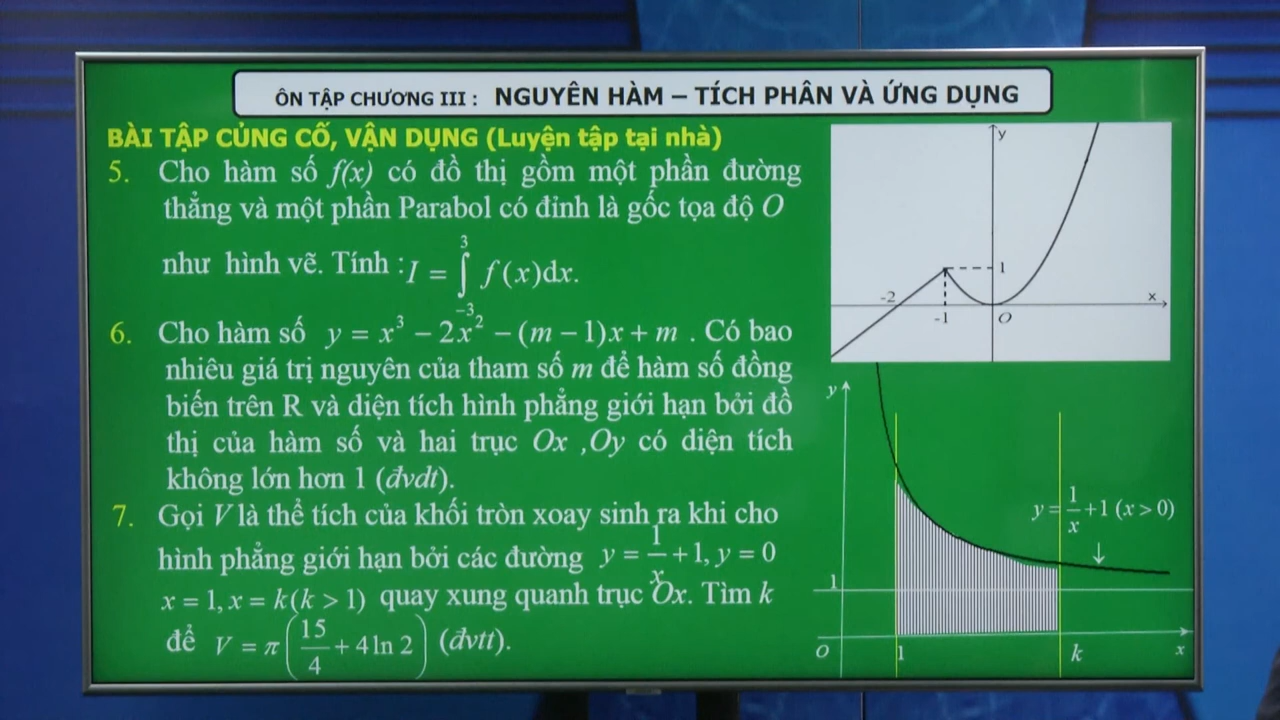 ÔN TẬP CHƯƠNG III : NGUYÊN HÀM – TÍCH PHÂN VÀ ỨNG DỤNG
BÀI TẬP CỦNG CỐ, VẬN DỤNG (Luyện tập tại nhà)
5. Cho hàm số f(x) có đồ thị gồm một phần đường
thẳng và một phần Parabol có đỉnh là gốc tọa độ O
như hình vẽ. Tính : I = ∫_{-3}^{3} f(x)dx.
6. Cho hàm số y = x³ − 2x² − (m − 1)x + m . Có bao
nhiêu giá trị nguyên của tham số m để hàm số đồng
biến trên R và diện tích hình phẳng giới hạn bởi đồ
thị của hàm số và hai trục Ox ,Oy có diện tích
không lớn hơn 1 (đvdt).
7. Gọi V là thể tích của khối tròn xoay sinh ra khi cho
hình phẳng giới hạn bởi các đường y = 1/x + 1, y = 0
x = 1, x = k(k > 1) quay xung quanh trục Ox. Tìm k
để V = π(15/4 + 4 ln 2) (đvtt).
y
1
-2
x
-1
O
y
y = 1/x + 1 (x > 0)
1
O
1
k
x